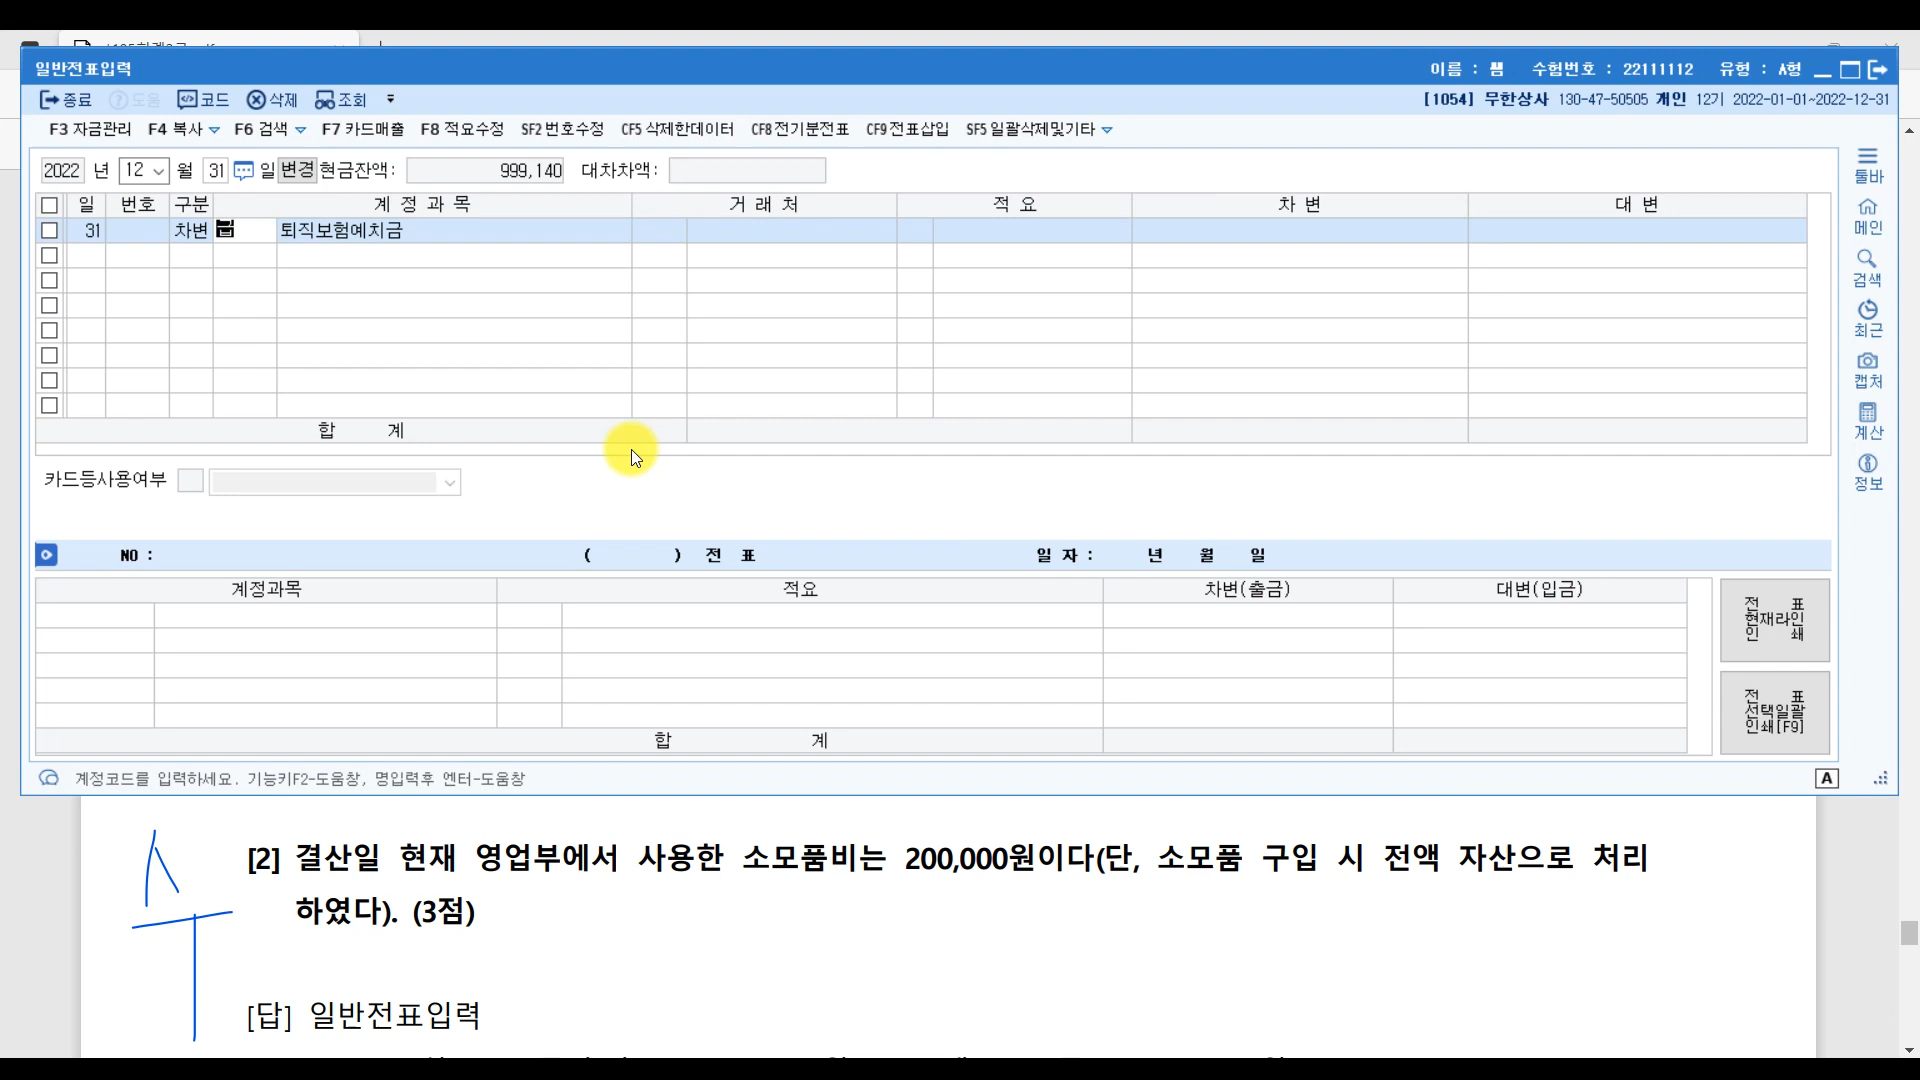 일반전표입력
이름 : 쌤 수험번호 : 22111112 유형 : A형
종료 도움 코드 삭제 조회
[1054] 무한상사 130-47-50505 개인 12기 2022-01-01~2022-12-31
F3 자금관리 F4 복사 F6 검색 F7 카드매출 F8 적요수정 SF2 번호수정 CF5 삭제한데이터 CF8 전기분전표 CF9 전표삽입 SF5 일괄삭제및기타
2022 년 12 월 31 일 변경 현금잔액: 999,140 대차차액:
일 번호 구분 계 정 과 목 거 래 처 적 요 차 변 대 변
31 차변 퇴직보험예치금
합 계
카드등사용여부
NO : ( ) 전 표 일 자 : 년 월 일
계정과목 적요 차변(출금) 대변(입금)
합 계
전 표
현재라인
인 쇄
전 표
선택일괄
인쇄[F9]
계정코드를 입력하세요. 기능키F2-도움창, 명입력후 엔터-도움창
A
툴바
메인
검색
최근
캡처
계산
정보
[2] 결산일 현재 영업부에서 사용한 소모품비는 200,000원이다(단, 소모품 구입 시 전액 자산으로 처리
하였다). (3점)
[답] 일반전표입력